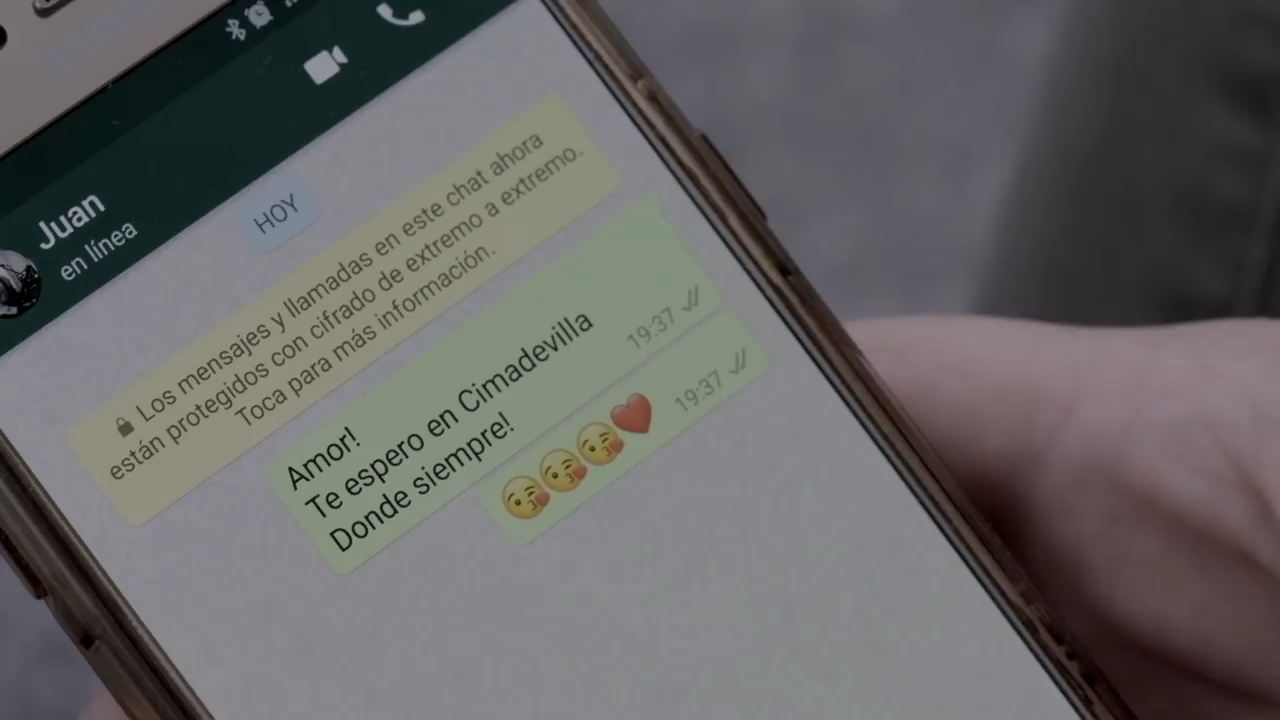 Juan
en línea
HOY
Los mensajes y llamadas en este chat ahora
están protegidos con cifrado de extremo a extremo.
Toca para más información.
Amor!
Te espero en Cimadevilla
Donde siempre!
19:37
19:37